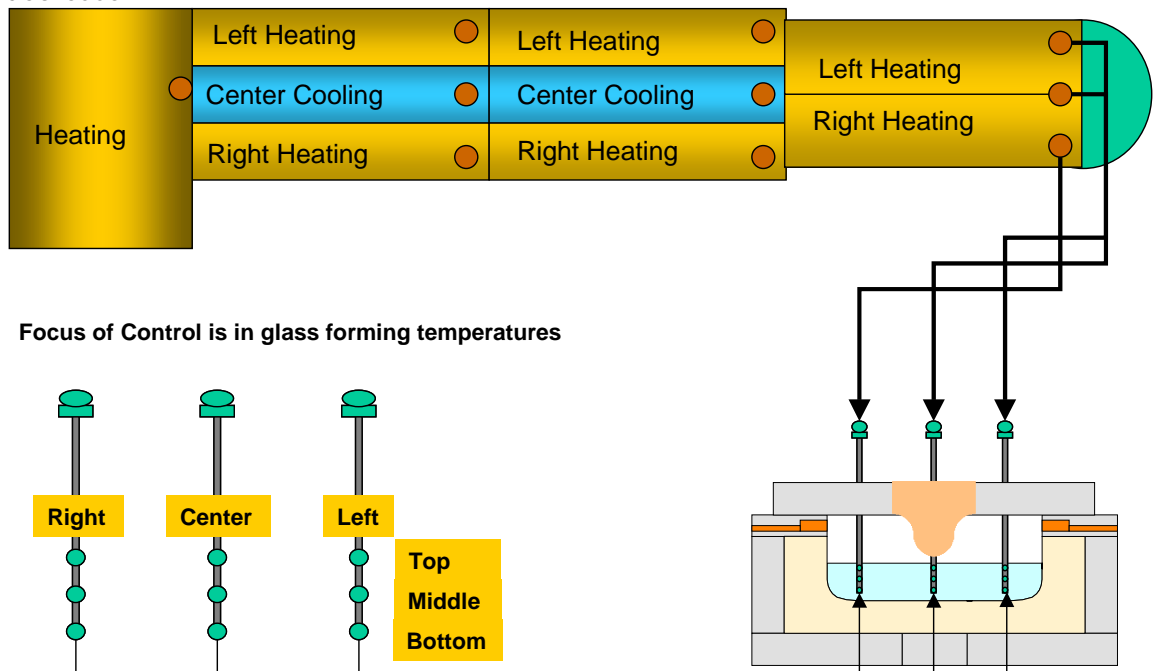 Left Heating
Left Heating
Left Heating
Center Cooling
Center Cooling
Heating
Right Heating
Right Heating
Right Heating
Focus of Control is in glass forming temperatures
Right
Center
Left
Top
Middle
Bottom